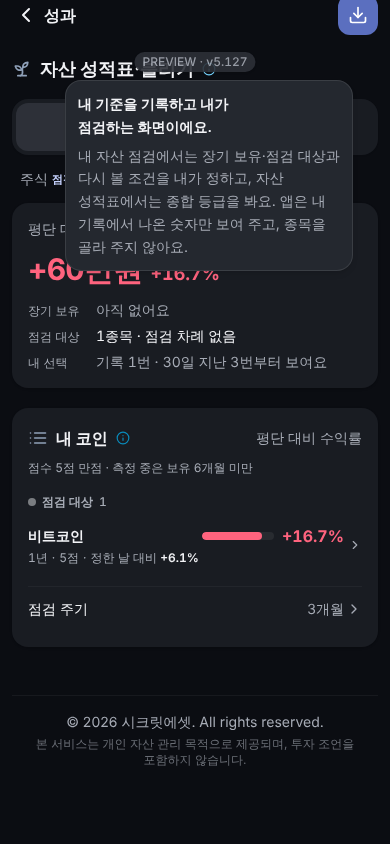 성과
PREVIEW · v5.127
자산 성적표
내 기준을 기록하고 내가
점검하는 화면이에요.
내 자산 점검에서는 장기 보유·점검 대상과
다시 볼 조건을 내가 정하고, 자산
성적표에서는 종합 등급을 봐요. 앱은 내
기록에서 나온 숫자만 보여 주고, 종목을
골라 주지 않아요.
주식
평단
+60만원 +16.7%
장기 보유 아직 없어요
점검 대상 1종목 · 점검 차례 없음
내 선택 기록 1번 · 30일 지난 3번부터 보여요
내 코인 평단 대비 수익률
점수 5점 만점 · 측정 중은 보유 6개월 미만
점검 대상 1
비트코인 +16.7%
1년 · 5점 · 정한 날 대비 +6.1%
점검 주기 3개월
© 2026 시크릿에셋. All rights reserved.
본 서비스는 개인 자산 관리 목적으로 제공되며, 투자 조언을
포함하지 않습니다.